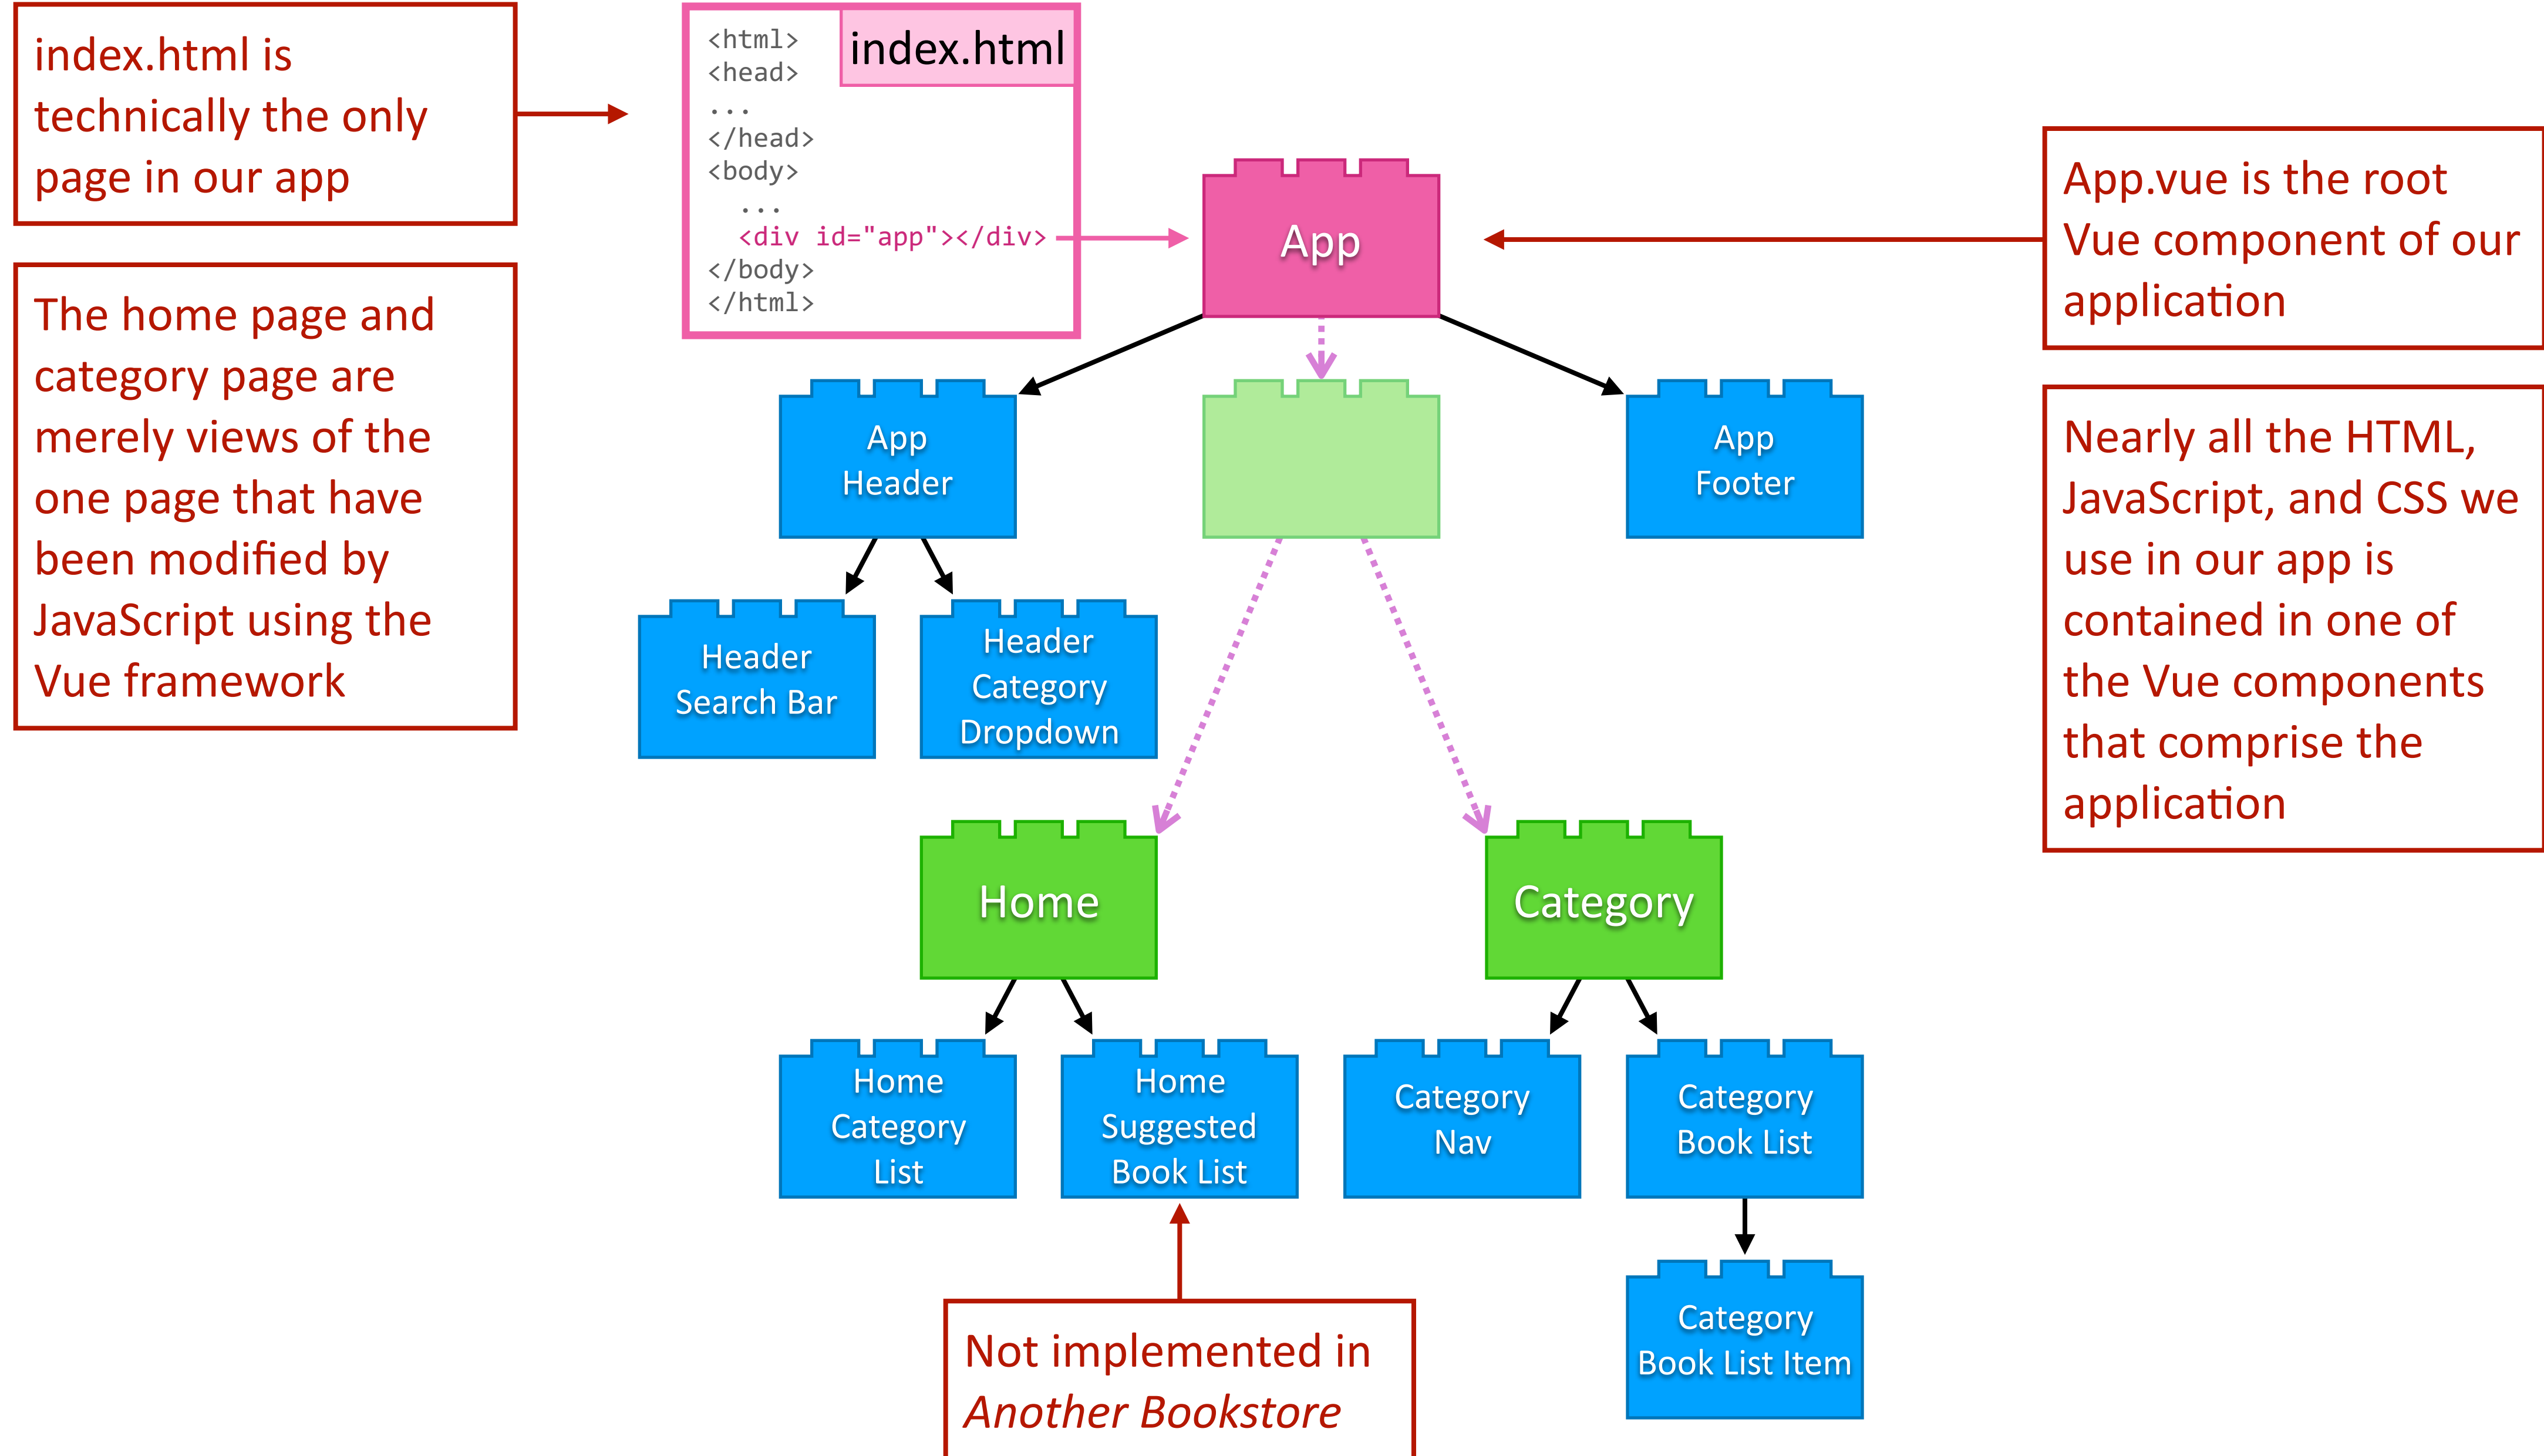 index.html is
technically the only
page in our app
The home page and
category page are
merely views of the
one page that have
been modified by
JavaScript using the
Vue framework
index.html
<html>
<head>
...
</head>
<body>
...
<div id="app"></div>
</body>
</html>
App
App.vue is the root
Vue component of our
application
Nearly all the HTML,
JavaScript, and CSS we
use in our app is
contained in one of
the Vue components
that comprise the
application
App
Header
App
Footer
Header
Search Bar
Header
Category
Dropdown
Home
Category
Home
Category
List
Home
Suggested
Book List
Category
Nav
Category
Book List
Category
Book List Item
Not implemented in
Another Bookstore